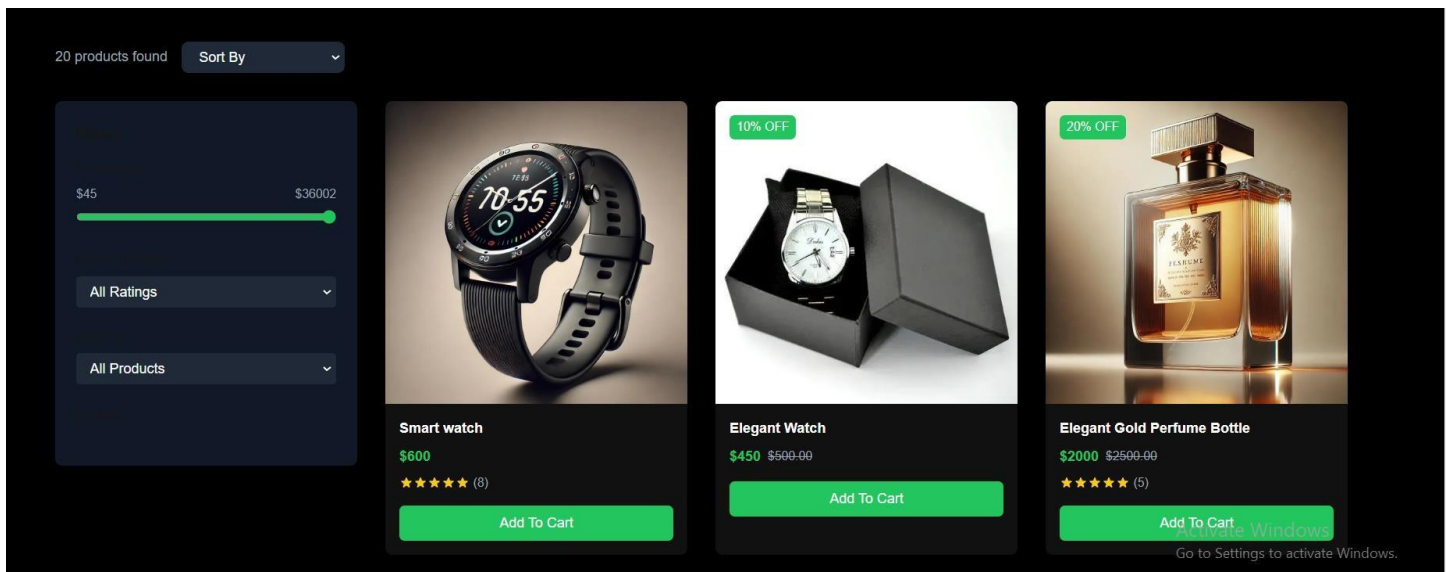 20 products found
Sort By
$45
$36002
All Ratings
All Products
70-55
Smart watch
$600
(8)
Add To Cart
10% OFF
Elegant Watch
$450 $500.00
Add To Cart
20% OFF
Elegant Gold Perfume Bottle
$2000 $2500.00
(5)
Add To Cart
Activate Windows
Go to Settings to activate Windows.